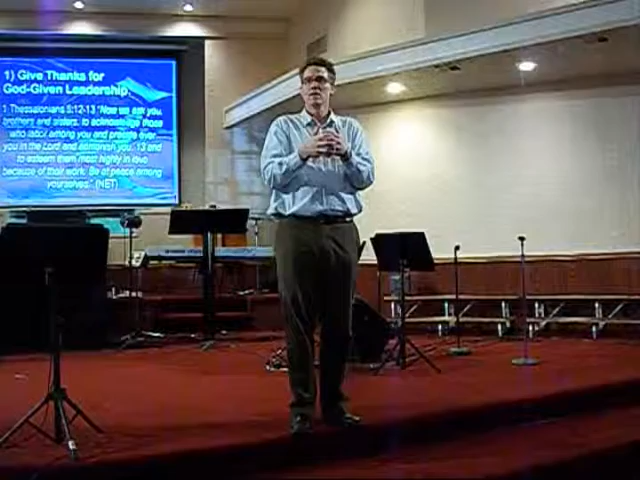 1) Give Thanks for
God-Given Leadership.
1 Thessalonians 5:12-13 "Now we ask you,
brothers and sisters, to acknowledge those
who labor among you and preside over
you in the Lord and admonish you, 13 and
to esteem them most highly in love
because of their work. Be at peace among
yourselves." (NET)